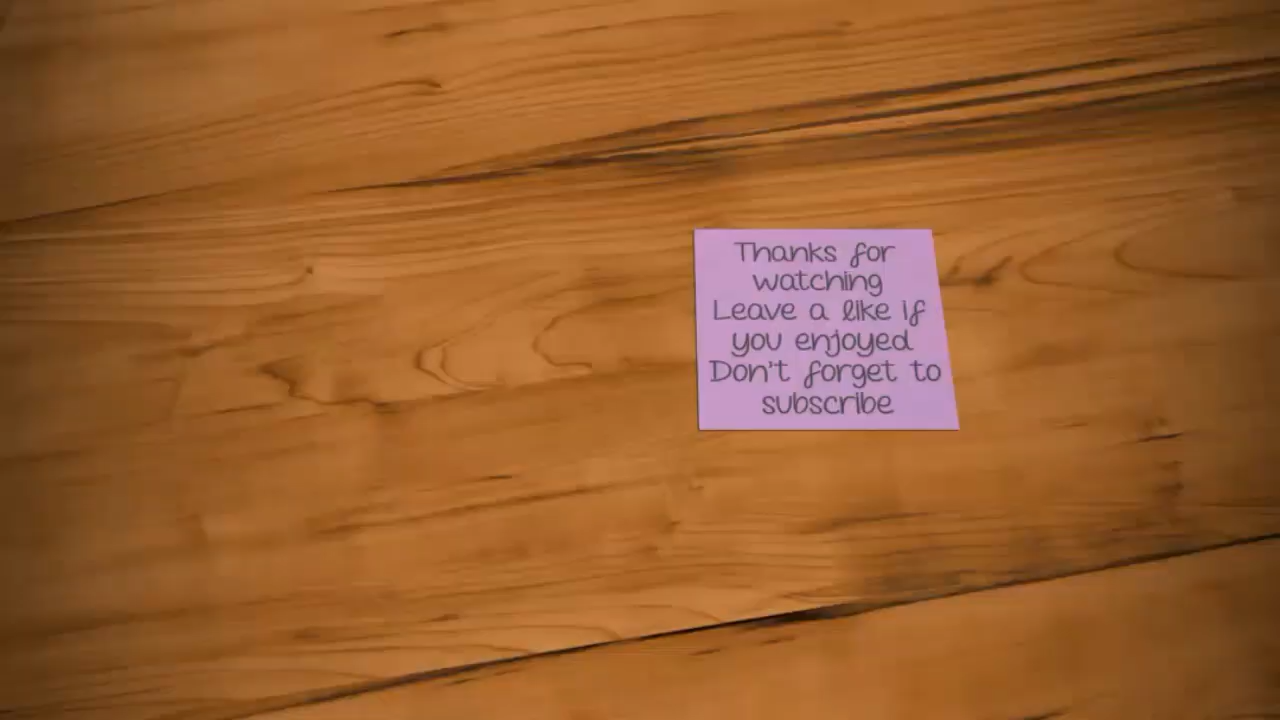 Thanks for
watching
Leave a like if
you enjoyed
Don't forget to
subscribe